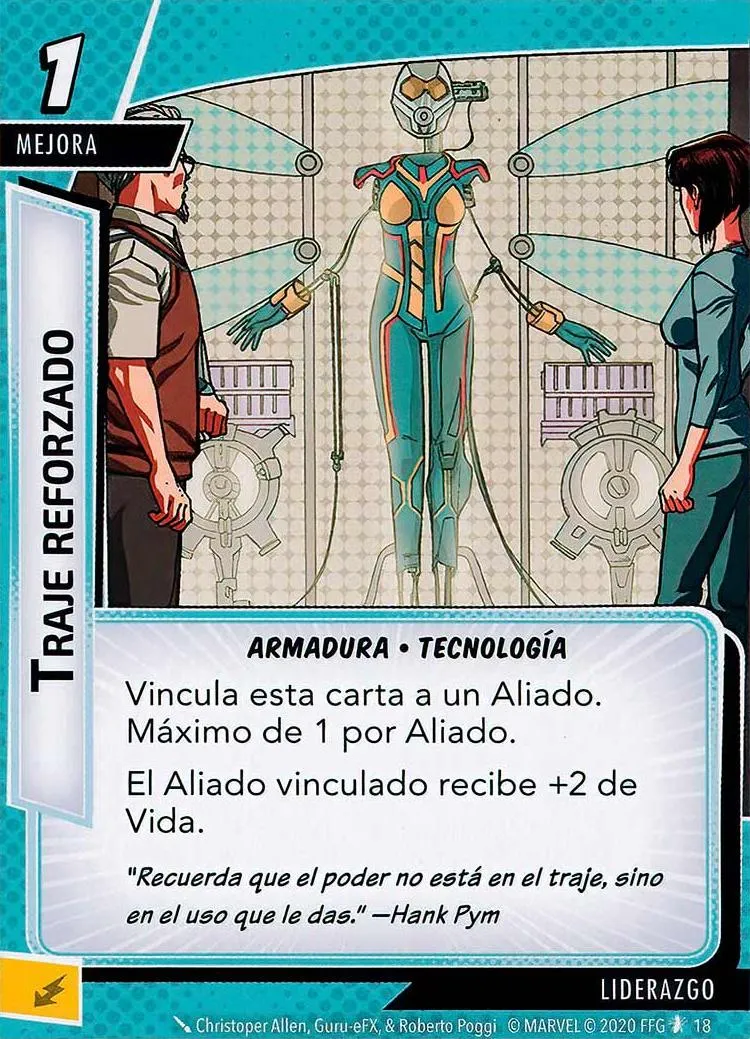 1
MEJORA
TRAJE REFORZADO
ARMADURA • TECNOLOGÍA
Vincula esta carta a un Aliado.
Máximo de 1 por Aliado.
El Aliado vinculado recibe +2 de
Vida.
"Recuerda que el poder no está en el traje, sino
en el uso que le das." —Hank Pym
LIDERAZGO
Christoper Allen, Guru-eFX, & Roberto Poggi © MARVEL © 2020 FFG 18